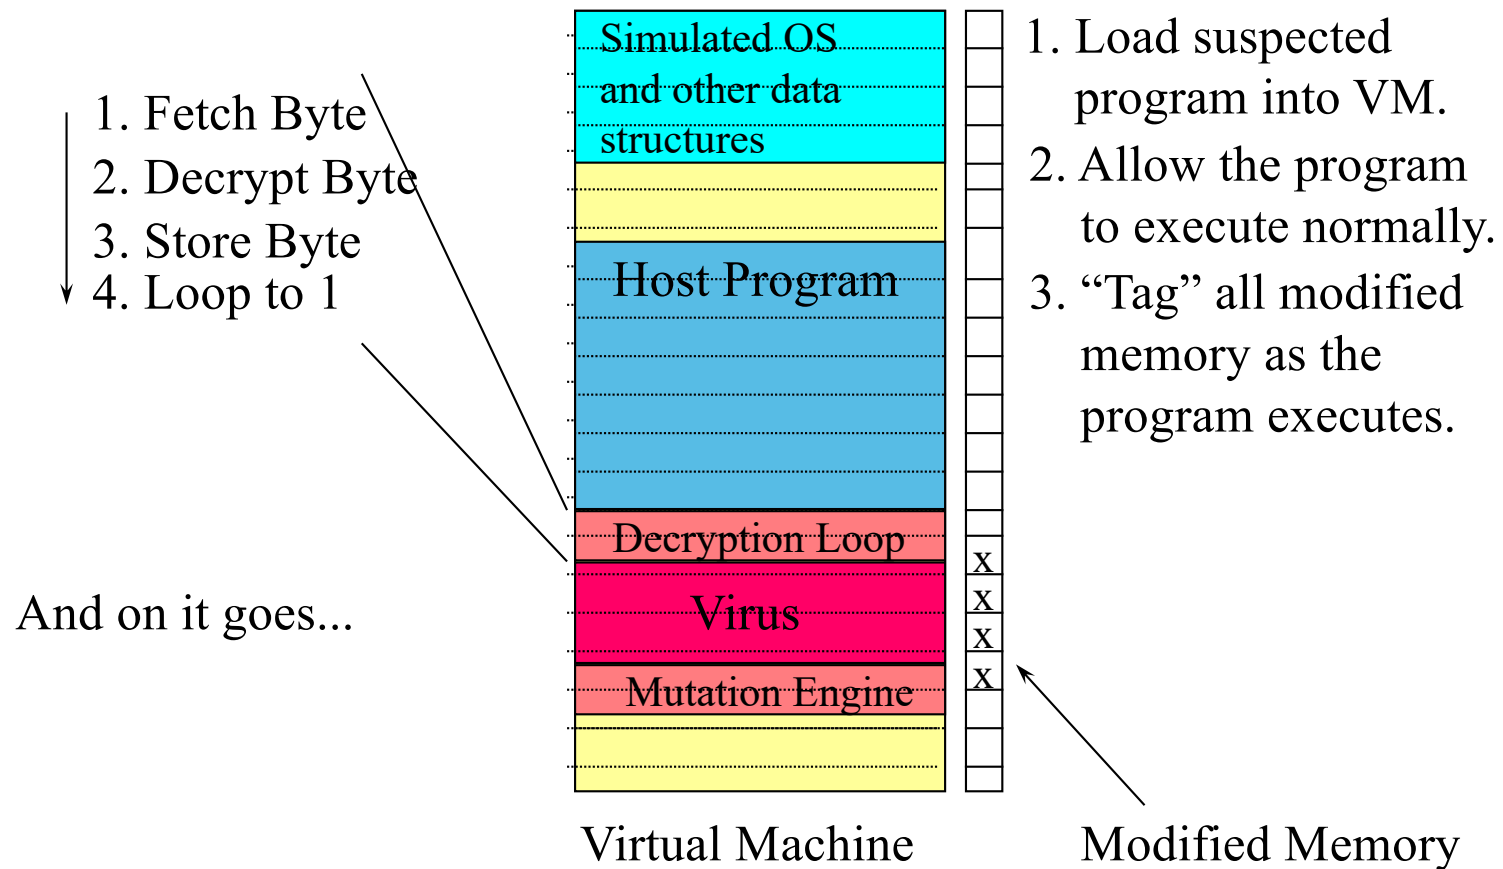 1. Fetch Byte
2. Decrypt Byte
3. Store Byte
4. Loop to 1
And on it goes...
Simulated OS
and other data
structures
Host Program
Decryption Loop
Virus
Mutation Engine
Virtual Machine
x
x
x
x
1. Load suspected
program into VM.
2. Allow the program
to execute normally.
3. “Tag” all modified
memory as the
program executes.
Modified Memory